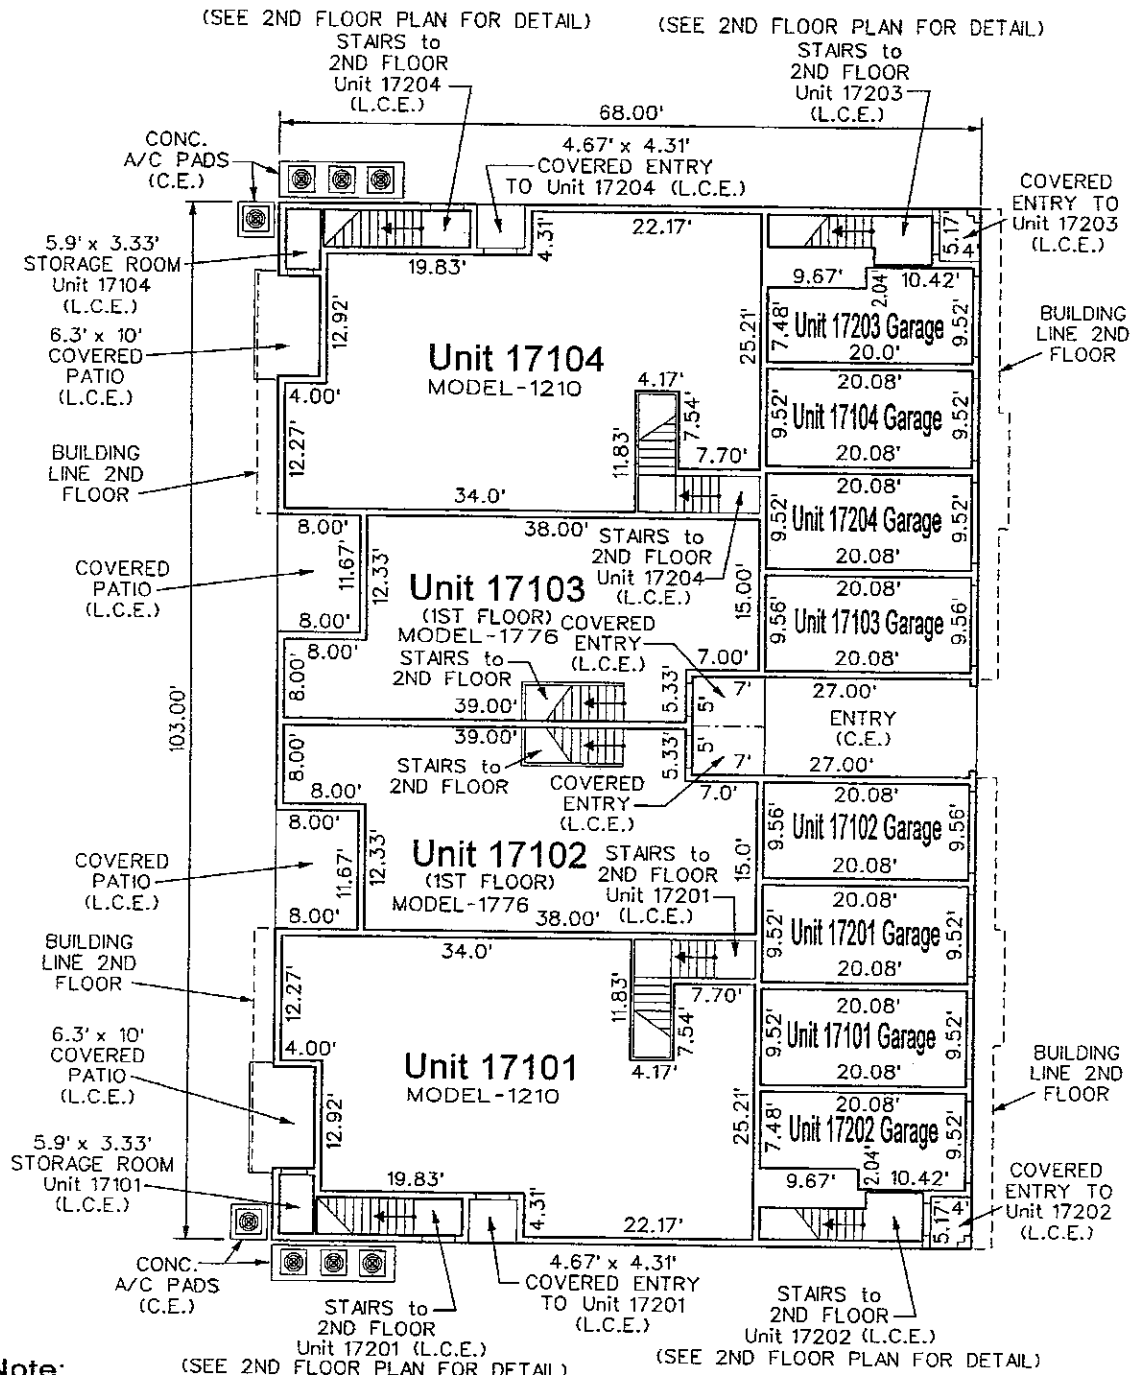 (SEE 2ND FLOOR PLAN FOR DETAIL)
STAIRS to
2ND FLOOR
Unit 17204
(L.C.E.)
(SEE 2ND FLOOR PLAN FOR DETAIL)
STAIRS to
2ND FLOOR
Unit 17203
(L.C.E.)
68.00'
CONC.
A/C PADS
(C.E.)
4.67' x 4.31'
COVERED ENTRY
TO Unit 17204 (L.C.E.)
COVERED
ENTRY TO
Unit 17203
(L.C.E.)
5.9' x 3.33'
STORAGE ROOM
Unit 17104
(L.C.E.)
6.3' x 10'
COVERED
PATIO
(L.C.E.)
BUILDING
LINE 2ND
FLOOR
103.00'
19.83'
4.31'
22.17'
12.92'
4.00'
12.27'
Unit 17104
MODEL-1210
25.21'
4.17'
7.54'
11.83'
7.70'
34.0'
5.17'
4'
9.67'
2.04'
10.42'
7.48'
Unit 17203 Garage
9.52'
20.0'
BUILDING
LINE 2ND
FLOOR
20.08'
9.52'
Unit 17104 Garage
9.52'
20.08'
20.08'
9.52'
Unit 17204 Garage
9.52'
20.08'
20.08'
9.56'
Unit 17103 Garage
9.56'
20.08'
COVERED
PATIO
(L.C.E.)
8.00'
11.67'
12.33'
8.00'
8.00'
8.00'
38.00'
STAIRS to
2ND FLOOR
Unit 17204
(L.C.E.)
15.00'
Unit 17103
(1ST FLOOR)
MODEL-1776
COVERED
ENTRY
(L.C.E.)
STAIRS to
2ND FLOOR
7.00'
5.33'
39.00'
5'
7'
27.00'
ENTRY
(C.E.)
27.00'
39.00'
8.00'
STAIRS to
2ND FLOOR
5.33'
5'
7'
COVERED
ENTRY
(L.C.E.)
7.0'
8.00'
8.00'
11.67'
12.33'
8.00'
COVERED
PATIO
(L.C.E.)
Unit 17102
(1ST FLOOR)
MODEL-1776
STAIRS to
2ND FLOOR
Unit 17201
(L.C.E.)
15.0'
38.00'
20.08'
9.56'
Unit 17102 Garage
9.56'
20.08'
20.08'
9.52'
Unit 17201 Garage
9.52'
20.08'
20.08'
9.52'
Unit 17101 Garage
9.52'
20.08'
20.08'
7.48'
Unit 17202 Garage
9.52'
2.04'
9.67'
10.42'
5.17'
4'
BUILDING
LINE 2ND
FLOOR
6.3' x 10'
COVERED
PATIO
(L.C.E.)
5.9' x 3.33'
STORAGE ROOM
Unit 17101
(L.C.E.)
34.0'
12.27'
4.00'
12.92'
Unit 17101
MODEL-1210
11.83'
7.70'
7.54'
4.17'
25.21'
19.83'
4.31'
22.17'
BUILDING
LINE 2ND
FLOOR
COVERED
ENTRY TO
Unit 17202
(L.C.E.)
CONC.
A/C PADS
(C.E.)
4.67' x 4.31'
COVERED ENTRY
TO Unit 17201
(L.C.E.)
STAIRS to
2ND FLOOR
Unit 17201 (L.C.E.)
(SEE 2ND FLOOR PLAN FOR DETAIL)
STAIRS to
2ND FLOOR
Unit 17202 (L.C.E.)
(SEE 2ND FLOOR PLAN FOR DETAIL)
Note: